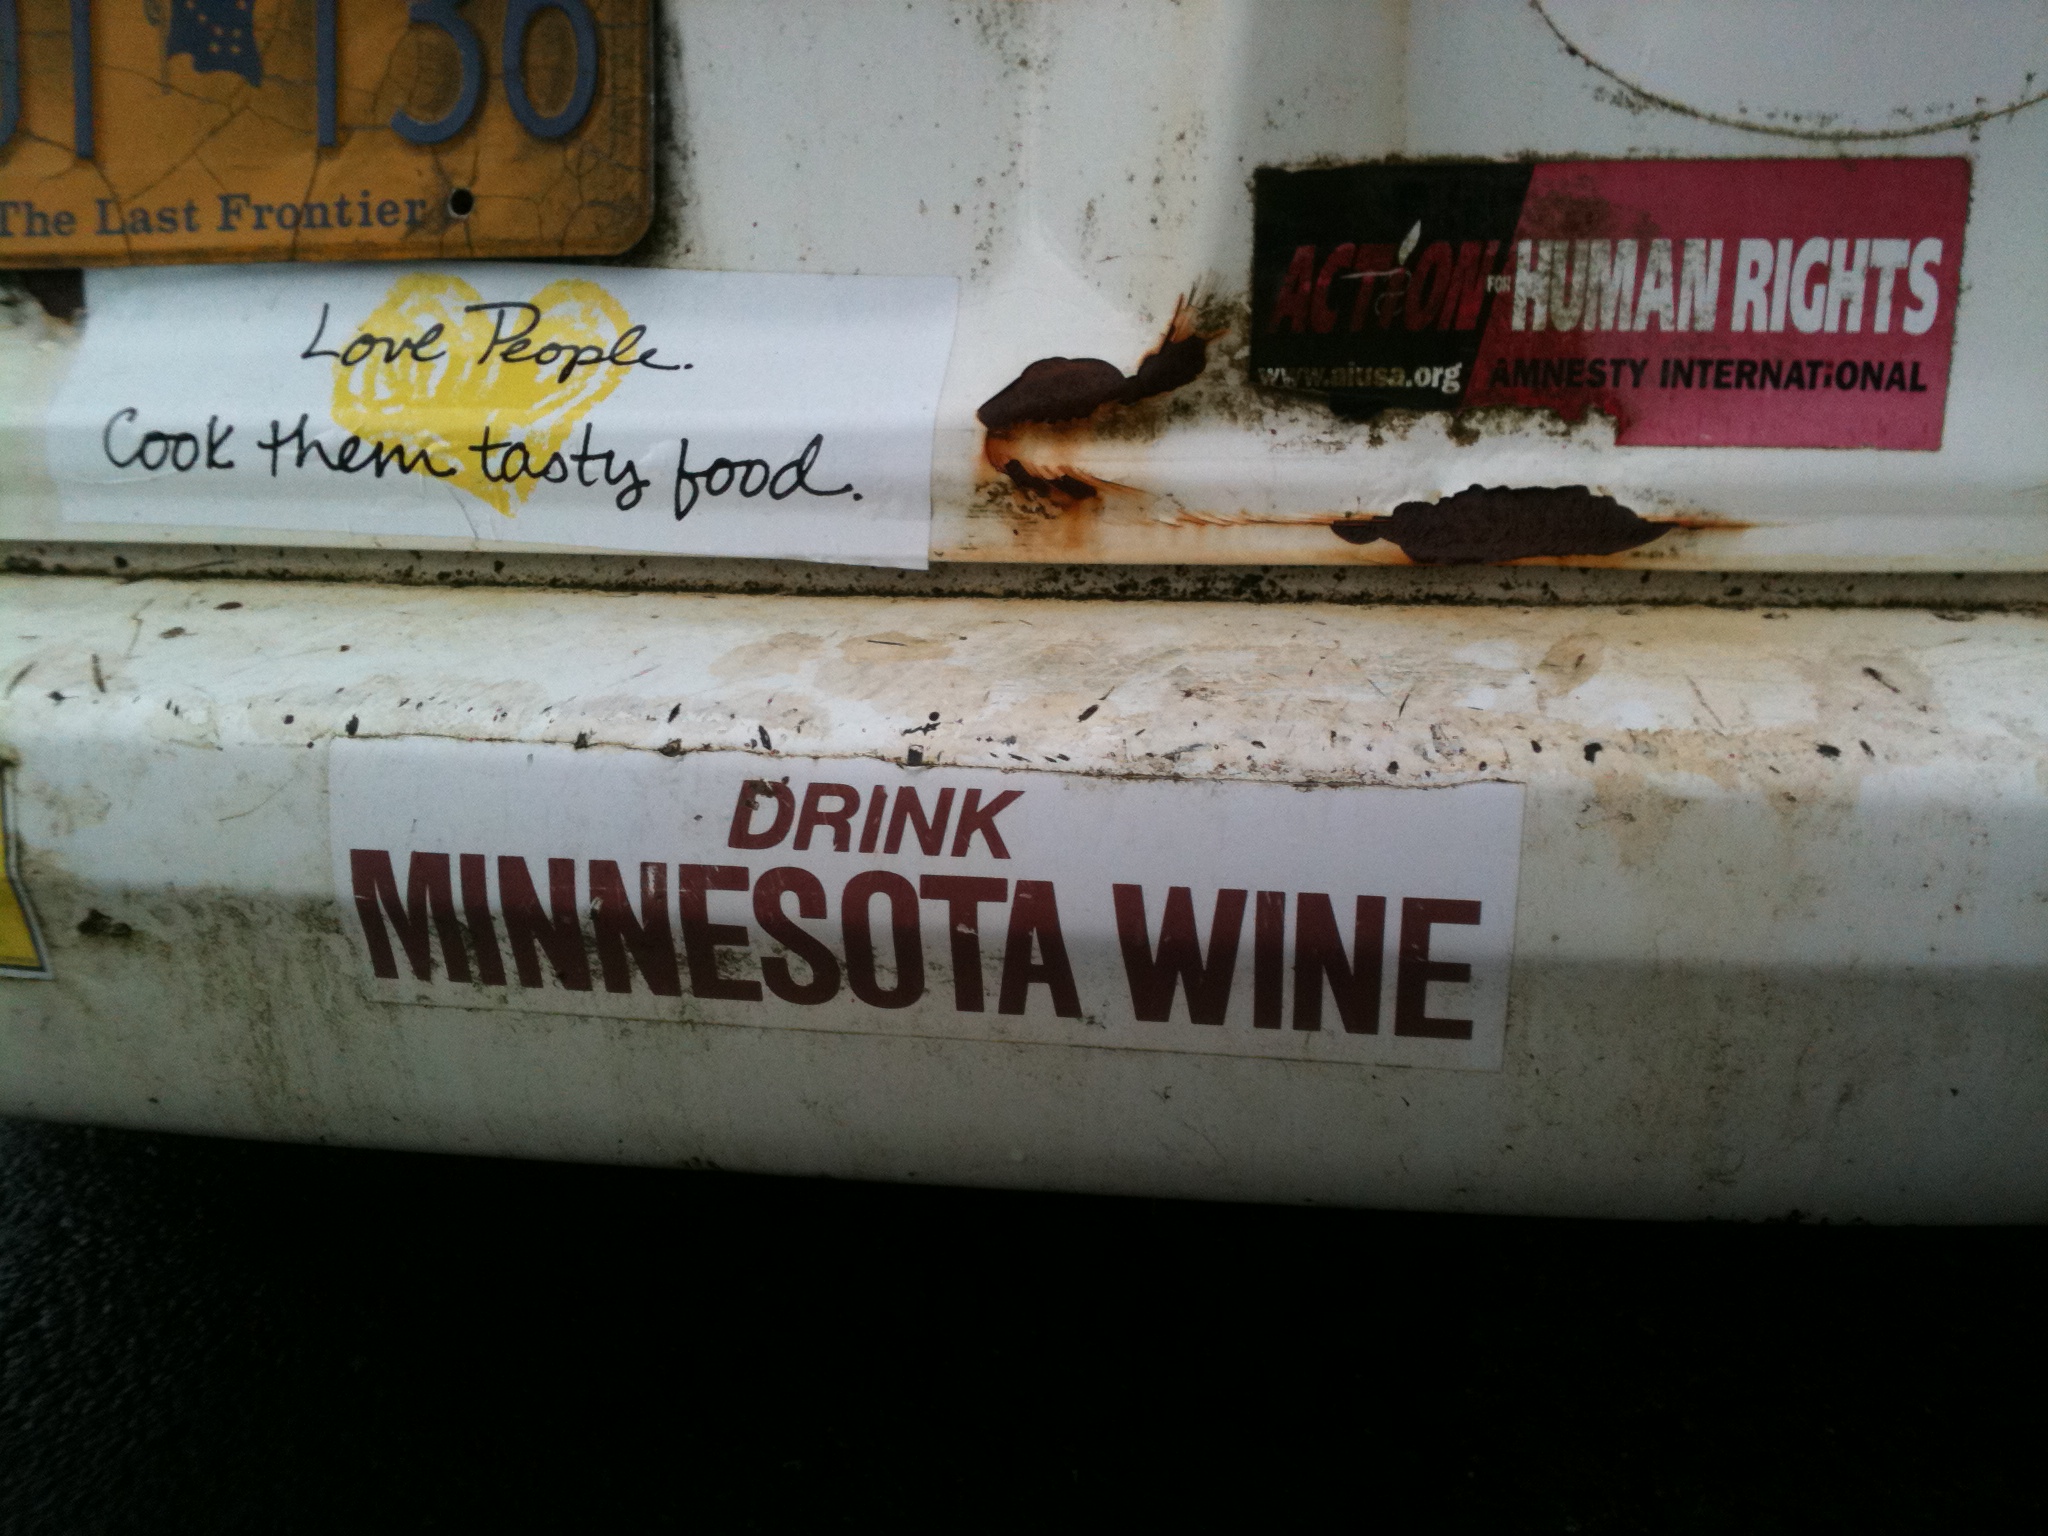 136
The Last Frontier
Love People.
Cook them tasty food.
ACTION FOR HUMAN RIGHTS
www.aiusa.org AMNESTY INTERNATIONAL
DRINK
MINNESOTA WINE